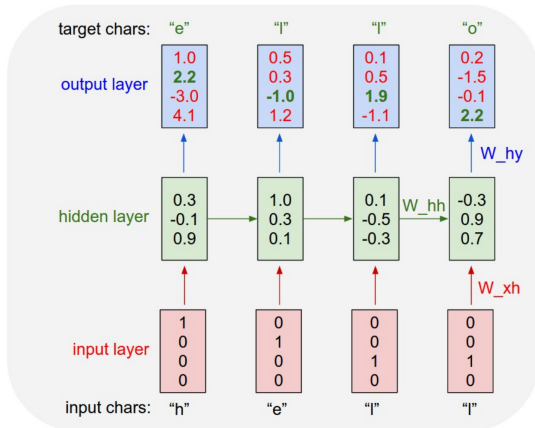 target chars: “e” “l” “l” “o”
1.0 0.5 0.1 0.2
2.2 0.3 0.5 -1.5
output layer
-3.0 -1.0 1.9 -0.1
4.1 1.2 -1.1 2.2
W_hy
0.3 1.0 0.1 -0.3
W_hh
hidden layer -0.1 0.3 -0.5 0.9
0.9 0.1 -0.3 0.7
W_xh
1 0 0 0
0 1 0 0
input layer
0 0 1 1
0 0 0 0
input chars: “h” “e” “l” “l”